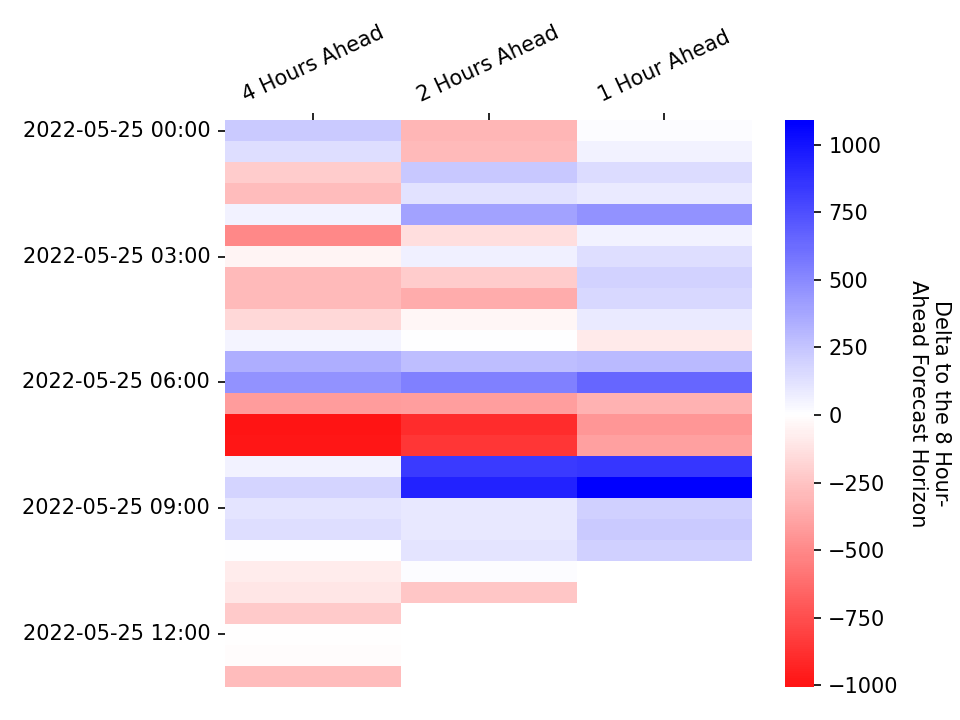 4 Hours Ahead
2 Hours Ahead
1 Hour Ahead
2022-05-25 00:00
2022-05-25 03:00
2022-05-25 06:00
2022-05-25 09:00
2022-05-25 12:00
1000
750
500
250
0
−250
−500
−750
−1000
Delta to the 8 Hour-
Ahead Forecast Horizon